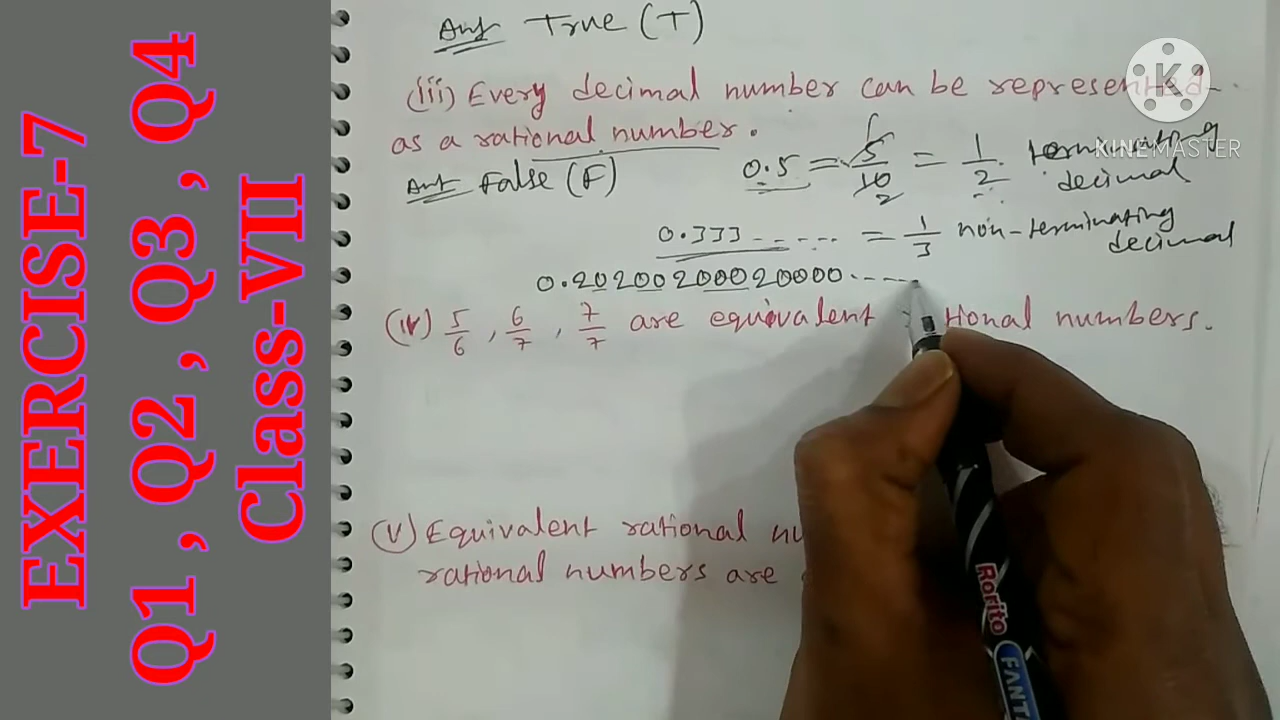 EXERCISE-7
Q1 , Q2 , Q3 , Q4
Class-VII
Ans True (T)
(iii) Every decimal number can be represented
as a rational number.
Ans False (F)
0.5 = 5/10 = 1/2 terminating
decimal
1
2
0.333...... = 1/3 non-terminating
decimal
0.20200200020000......
(iv) 5/6 , 6/7 , 7/7 are equivalent rational numbers.
(v) Equivalent rational
rational numbers are
K
KINEMASTER
Rorito
FANT